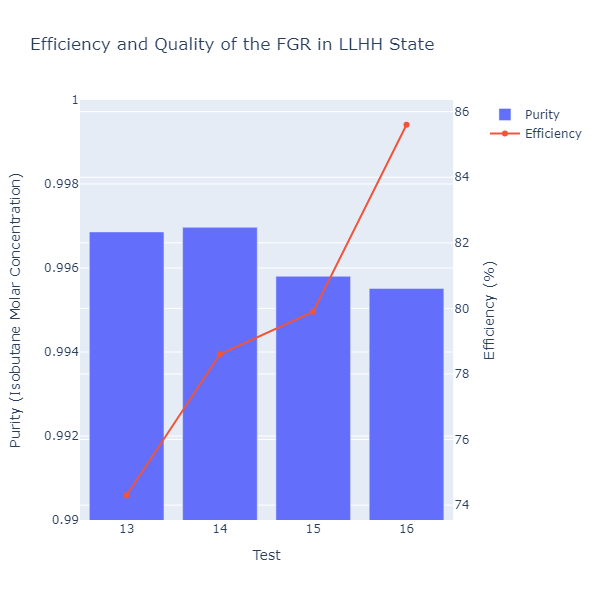 Efficiency and Quality of the FGR in LLHH State
Purity (Isobutane Molar Concentration)
1
0.998
0.996
0.994
0.992
0.99
13 14 15 16
Test
86
84
82
80
78
76
74
Efficiency (%)
Purity
Efficiency